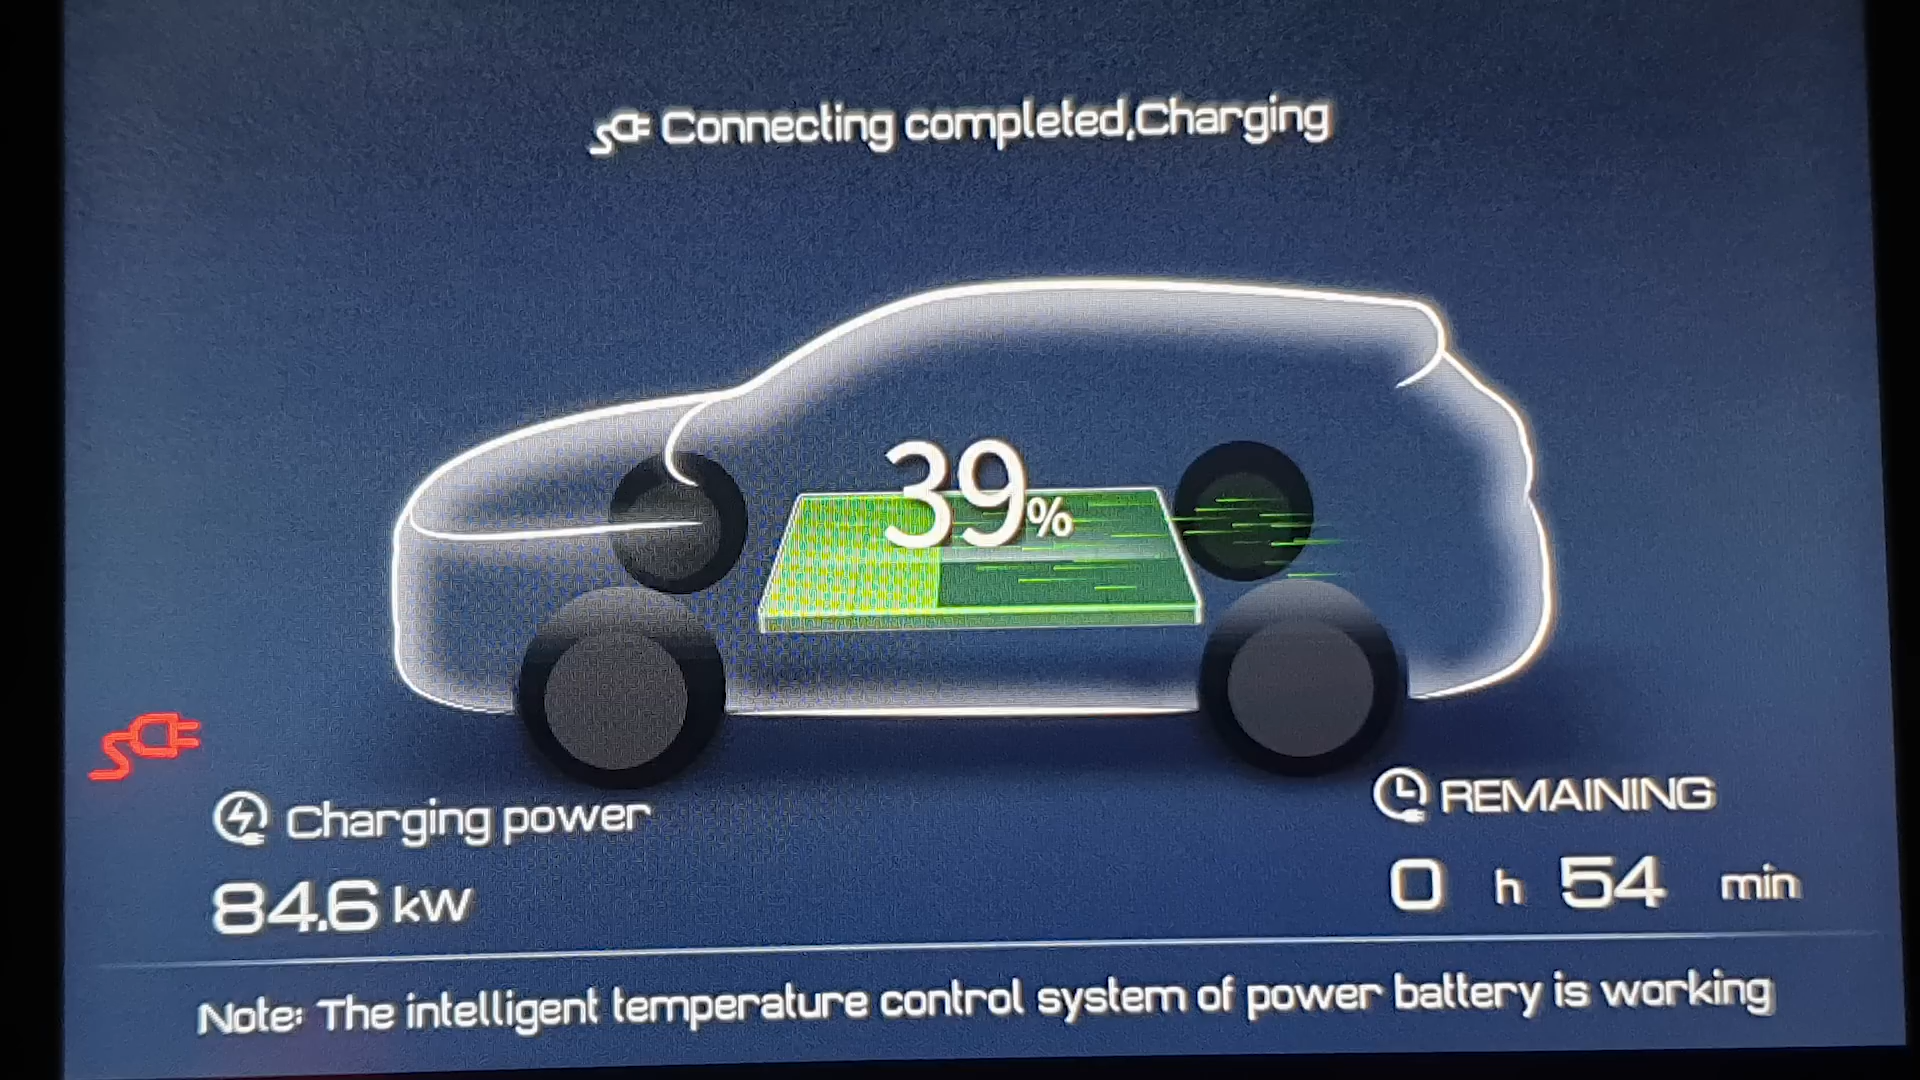 Connecting completed,Charging
39%
Charging power
84.6 kW
REMAINING
0 h 54 min
Note: The intelligent temperature control system of power battery is working